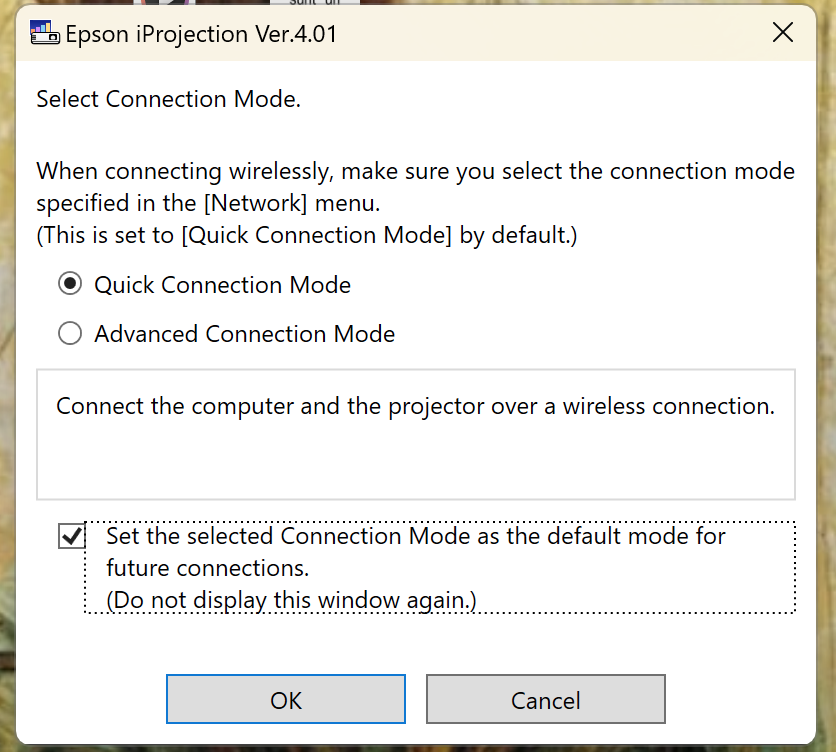 Epson iProjection Ver.4.01
Select Connection Mode.
When connecting wirelessly, make sure you select the connection mode
specified in the [Network] menu.
(This is set to [Quick Connection Mode] by default.)
Quick Connection Mode
Advanced Connection Mode
Connect the computer and the projector over a wireless connection.
Set the selected Connection Mode as the default mode for
future connections.
(Do not display this window again.)
OK
Cancel